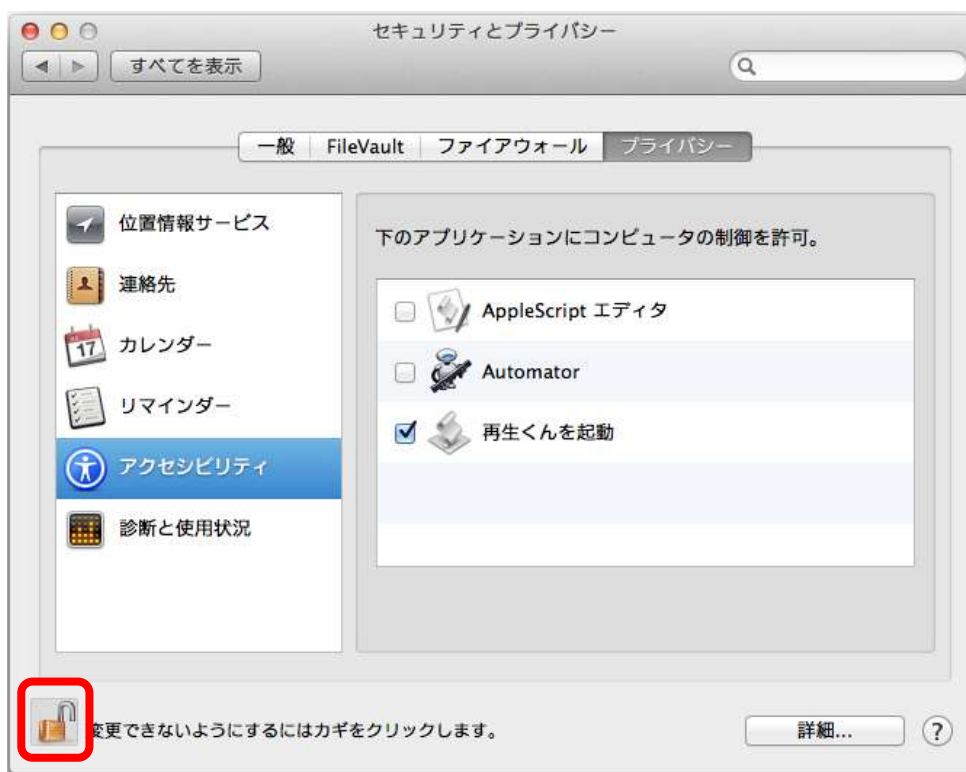 セキュリティとプライバシー
すべてを表示
一般 FileVault ファイアウォール プライバシー
位置情報サービス
連絡先
17 カレンダー
リマインダー
アクセシビリティ
診断と使用状況
下のアプリケーションにコンピュータの制御を許可。
AppleScript エディタ
Automator
再生くんを起動
変更できないようにするにはカギをクリックします。
詳細... ?